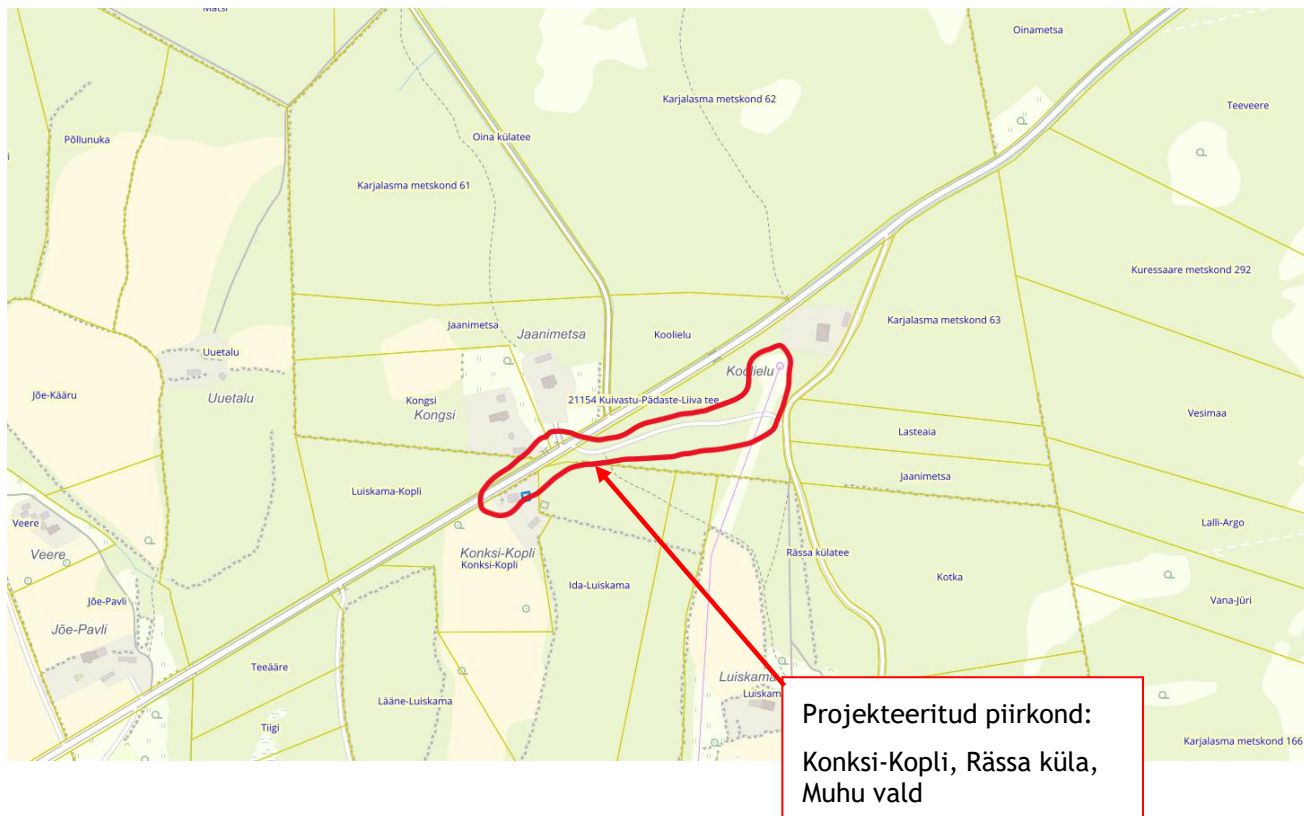 Matsi
Oinametsa
Karjalasma metskond 62
Teeveere
Põllunuka
Oina külatee
Karjalasma metskond 61
Kuressaare metskond 292
Jaanimetsa
Jaanimetsa
Koolielu
Karjalasma metskond 63
Uuetalu
Koolielu
Jõe-Kääru
Uuetalu
Kongsi
21154 Kuivastu-Pädaste-Liiva tee
Kongsi
Vesimaa
Lasteaia
Jaanimetsa
Luiskama-Kopli
Veere
Lalli-Argo
Veere
Konksi-Kopli
Konksi-Kopli
Rässa külatee
Ida-Luiskama
Kotka
Jõe-Pavli
Vana-Jüri
Jõe-Pavli
Teeääre
Luiskama
Lääne-Luiskama
Luiskam
Tiigi
Karjalasma metskond 166
Projekteeritud piirkond:
Konksi-Kopli, Rässa küla,
Muhu vald